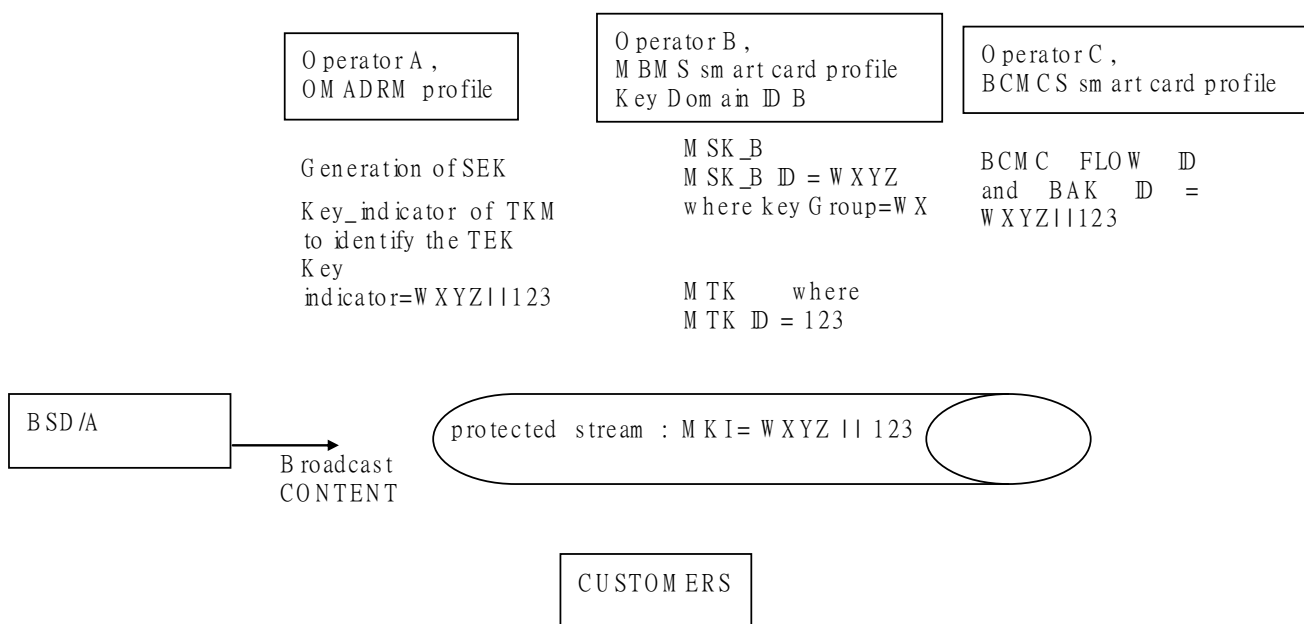 Operator A,
OMADRM profile
Operator B,
MBMS smart card profile
Key Domain ID B
Operator C,
BCMCS smart card profile
Generation of SEK
Key_indicator of TKM
to identify the TEK
Key
indicator=WXYZ||123
MSK_B
MSK_B ID = WXYZ
where key Group=WX
MTK where
MTK ID = 123
BCMC FLOW ID
and BAK ID =
WXYZ||123
BSD/A
Broadcast
CONTENT
protected stream : MKI= WXYZ || 123
CUSTOMERS